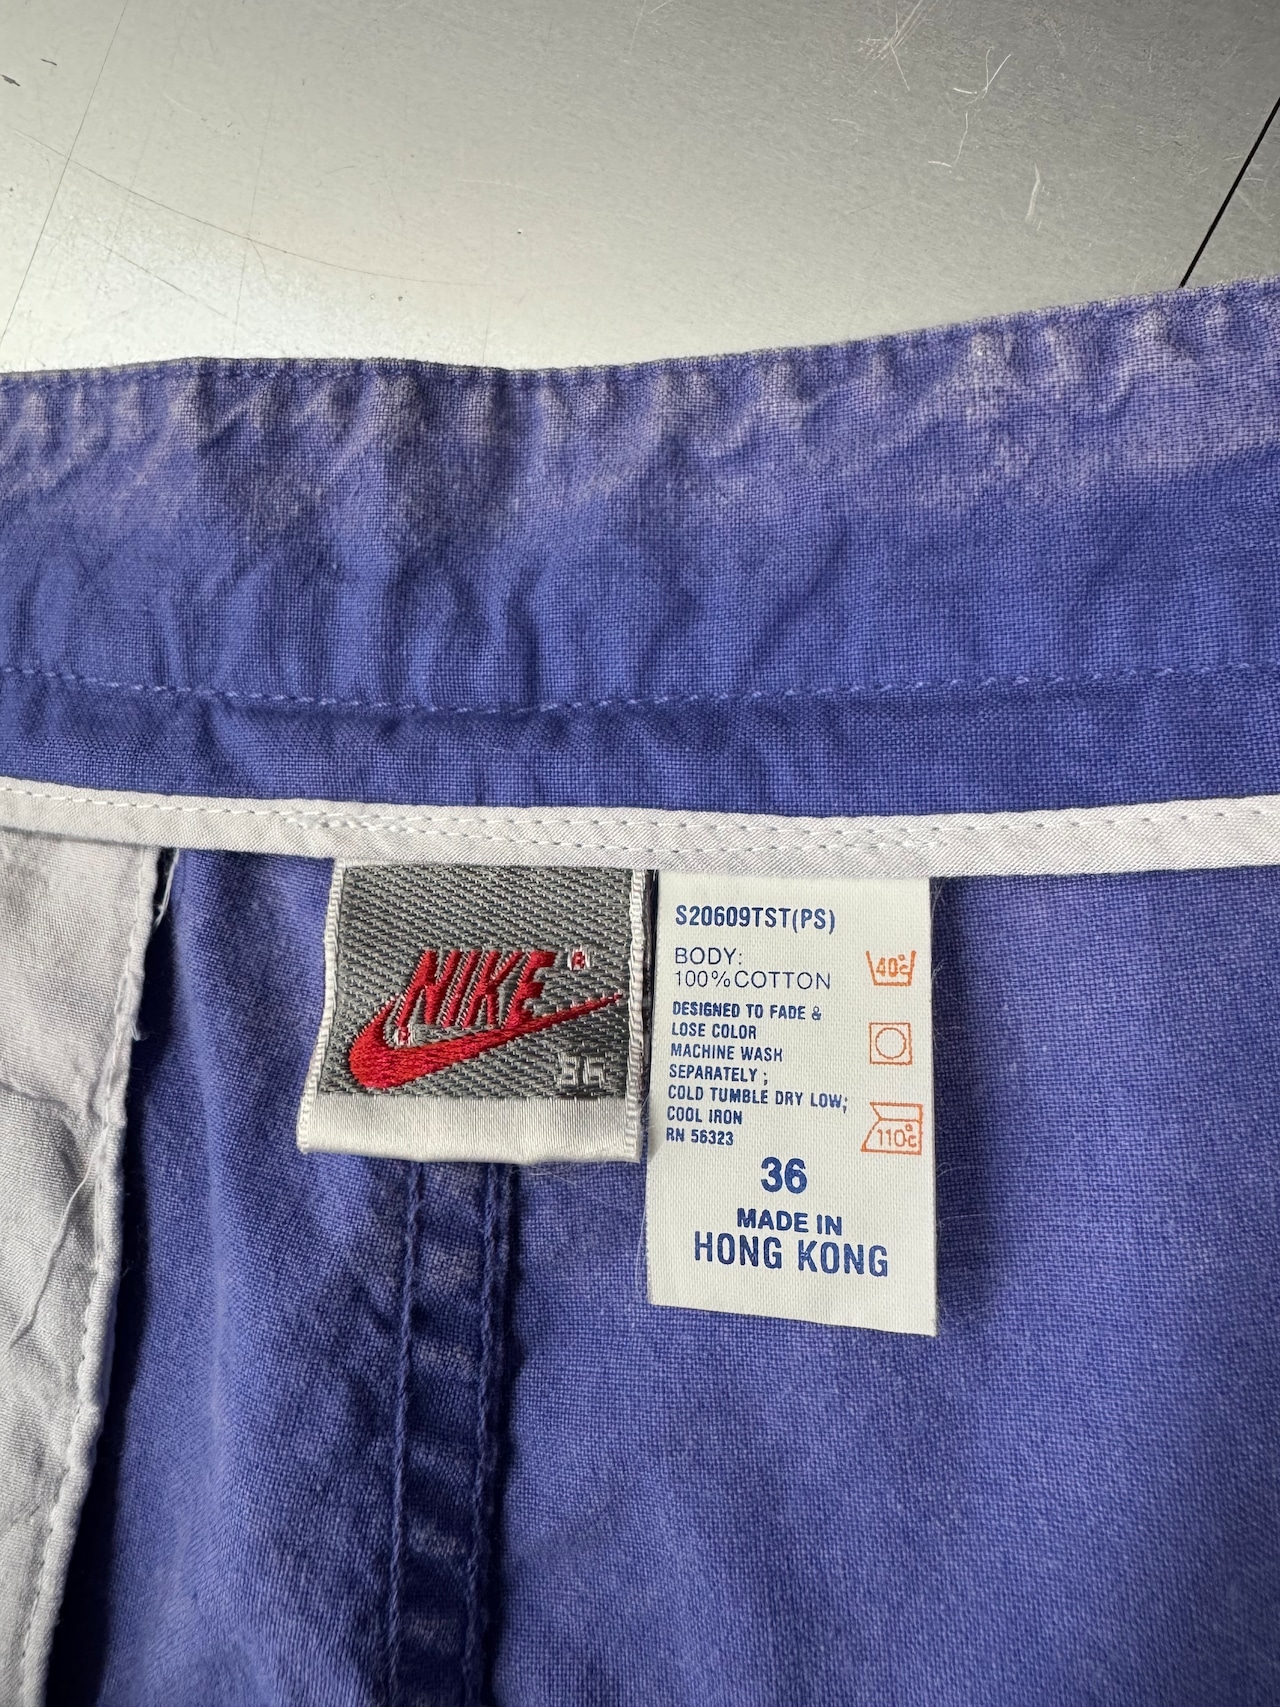 NIKE®
36
S20609TST(PS)
BODY:
100%COTTON
40°C
DESIGNED TO FADE &
LOSE COLOR
MACHINE WASH
SEPARATELY;
COLD TUMBLE DRY LOW;
COOL IRON
RN 56323
110°C
36
MADE IN
HONG KONG